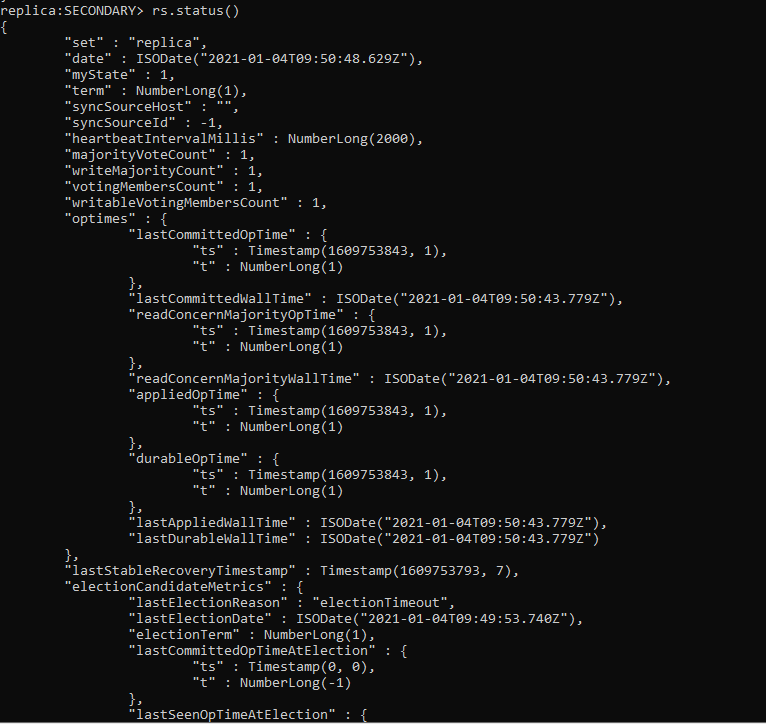 replica:SECONDARY> rs.status()
{
        "set" : "replica",
        "date" : ISODate("2021-01-04T09:50:48.629Z"),
        "myState" : 1,
        "term" : NumberLong(1),
        "syncSourceHost" : "",
        "syncSourceId" : -1,
        "heartbeatIntervalMillis" : NumberLong(2000),
        "majorityVoteCount" : 1,
        "writeMajorityCount" : 1,
        "votingMembersCount" : 1,
        "writableVotingMembersCount" : 1,
        "optimes" : {
                "lastCommittedOpTime" : {
                        "ts" : Timestamp(1609753843, 1),
                        "t" : NumberLong(1)
                },
                "lastCommittedWallTime" : ISODate("2021-01-04T09:50:43.779Z"),
                "readConcernMajorityOpTime" : {
                        "ts" : Timestamp(1609753843, 1),
                        "t" : NumberLong(1)
                },
                "readConcernMajorityWallTime" : ISODate("2021-01-04T09:50:43.779Z"),
                "appliedOpTime" : {
                        "ts" : Timestamp(1609753843, 1),
                        "t" : NumberLong(1)
                },
                "durableOpTime" : {
                        "ts" : Timestamp(1609753843, 1),
                        "t" : NumberLong(1)
                },
                "lastAppliedWallTime" : ISODate("2021-01-04T09:50:43.779Z"),
                "lastDurableWallTime" : ISODate("2021-01-04T09:50:43.779Z")
        },
        "lastStableRecoveryTimestamp" : Timestamp(1609753793, 7),
        "electionCandidateMetrics" : {
                "lastElectionReason" : "electionTimeout",
                "lastElectionDate" : ISODate("2021-01-04T09:49:53.740Z"),
                "electionTerm" : NumberLong(1),
                "lastCommittedOpTimeAtElection" : {
                        "ts" : Timestamp(0, 0),
                        "t" : NumberLong(-1)
                },
                "lastSeenOpTimeAtElection" : {